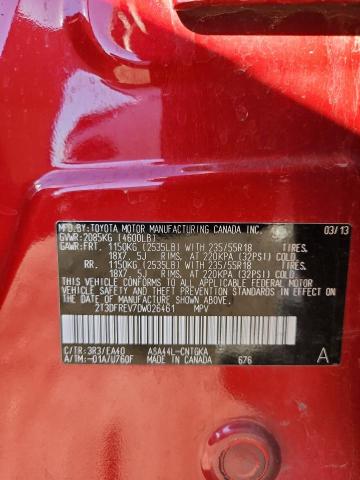 MFD.BY:TOYOTA MOTOR MANUFACTURING CANADA INC. 03/13
GVWR:2085KG (4600LB)
GAWR:FRT. 1150KG (2535LB) WITH 235/55R18 TIRES.
18X7. 5J RIMS. AT 220KPA (32PSI) COLD.
RR. 1150KG (2535LB) WITH 235/55R18 TIRES.
18X7. 5J RIMS. AT 220KPA (32PSI) COLD.
THIS VEHICLE CONFORMS TO ALL APPLICABLE FEDERAL MOTOR
VEHICLE SAFETY AND THEFT PREVENTION STANDARDS IN EFFECT
ON THE DATE OF MANUFACTURE SHOWN ABOVE.
2T3DFREV7DW026461 MPV
C/TR:3R3/EA40 ASA44L-CNTGKA A
A/TM:-01A/U760F MADE IN CANADA 676